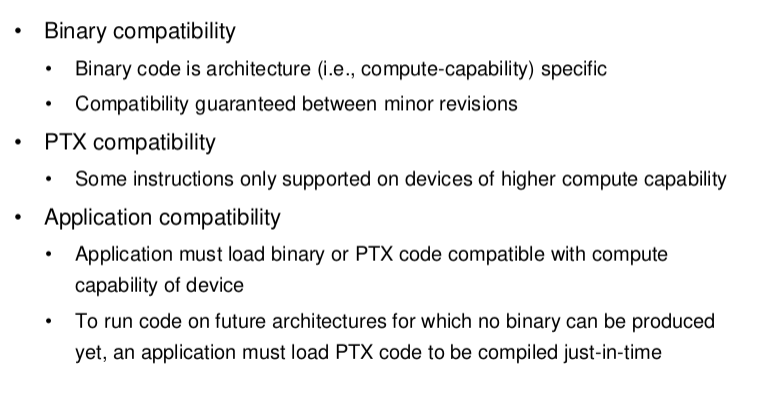 • Binary compatibility
• Binary code is architecture (i.e., compute-capability) specific
• Compatibility guaranteed between minor revisions
• PTX compatibility
• Some instructions only supported on devices of higher compute capability
• Application compatibility
• Application must load binary or PTX code compatible with compute
capability of device
• To run code on future architectures for which no binary can be produced
yet, an application must load PTX code to be compiled just-in-time